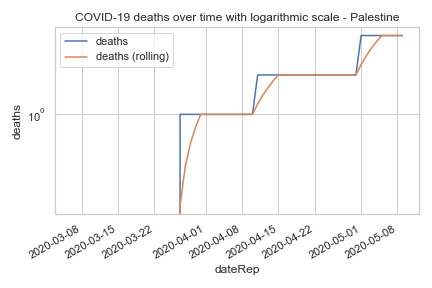 COVID-19 deaths over time with logarithmic scale - Palestine
deaths
deaths (rolling)
deaths
10⁰
2020-03-08
2020-03-15
2020-03-22
2020-04-01
2020-04-08
2020-04-15
2020-04-22
2020-05-01
2020-05-08
dateRep